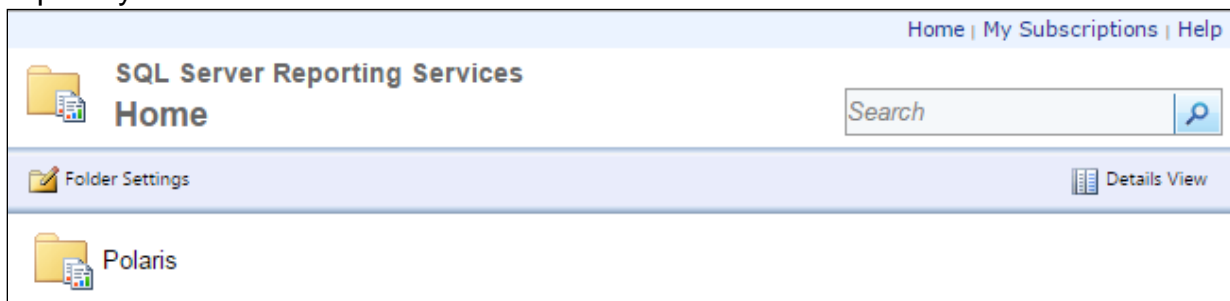 Home | My Subscriptions | Help
SQL Server Reporting Services
Home
Search
Folder Settings
Details View
Polaris